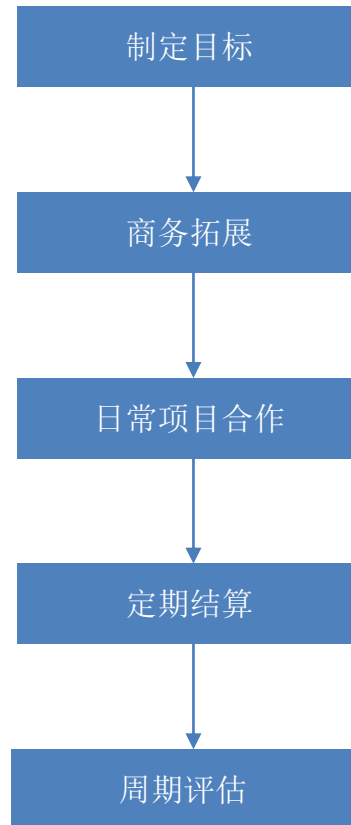 制定目标
商务拓展
日常项目合作
定期结算
周期评估